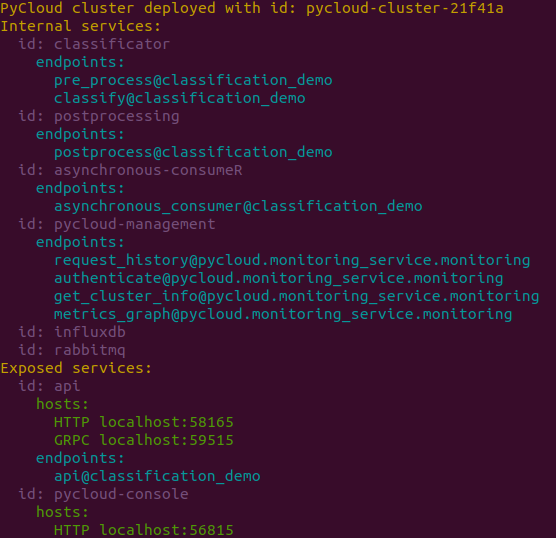 PyCloud cluster deployed with id: pycloud-cluster-21f41a
Internal services:
id: classificator
endpoints:
pre_process@classification_demo
classify@classification_demo
id: postprocessing
endpoints:
postprocess@classification_demo
id: asynchronous-consumeR
endpoints:
asynchronous_consumer@classification_demo
id: pycloud-management
endpoints:
request_history@pycloud.monitoring_service.monitoring
authenticate@pycloud.monitoring_service.monitoring
get_cluster_info@pycloud.monitoring_service.monitoring
metrics_graph@pycloud.monitoring_service.monitoring
id: influxdb
id: rabbitmq
Exposed services:
id: api
hosts:
HTTP localhost:58165
GRPC localhost:59515
endpoints:
api@classification_demo
id: pycloud-console
hosts:
HTTP localhost:56815